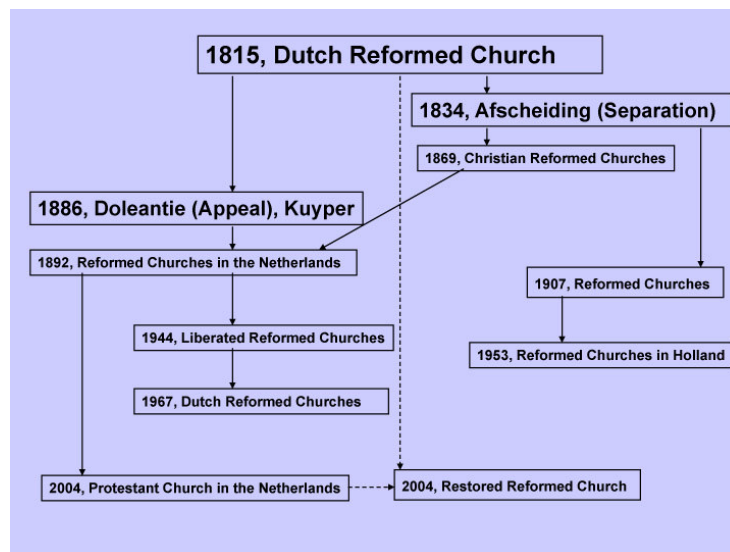 1815, Dutch Reformed Church
1834, Afscheiding (Separation)
1869, Christian Reformed Churches
1886, Doleantie (Appeal), Kuyper
1892, Reformed Churches in the Netherlands
1907, Reformed Churches
1944, Liberated Reformed Churches
1953, Reformed Churches in Holland
1967, Dutch Reformed Churches
2004, Protestant Church in the Netherlands
2004, Restored Reformed Church